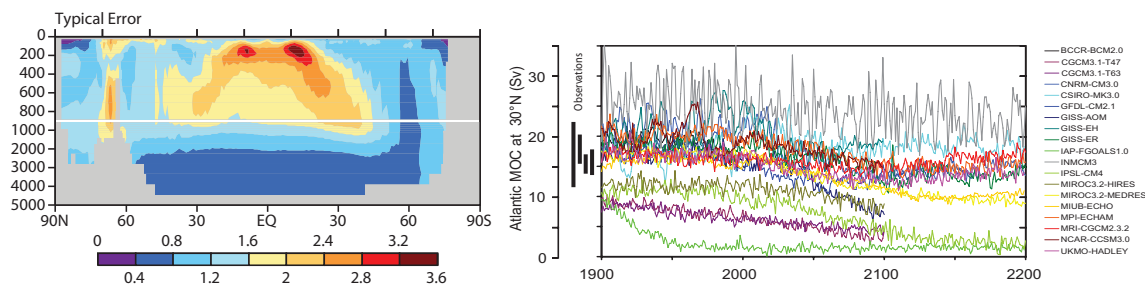 Typical Error
0
200
400
600
800
1000
2000
3000
4000
5000
90N 60 30 EQ 30 60 90S
0 0.8 1.6 2.4 3.2
0.4 1.2 2 2.8 3.6
Atlantic MOC at 30°N (Sv)
30
20
10
0
Observations
1900 2000 2100 2200
BCCR-BCM2.0
CGCM3.1-T47
CGCM3.1-T63
CNRM-CM3.0
CSIRO-MK3.0
GFDL-CM2.1
GISS-AOM
GISS-EH
GISS-ER
IAP-FGOALS1.0
INMCM3
IPSL-CM4
MIROC3.2-HIRES
MIROC3.2-MEDRES
MIUB-ECHO
MPI-ECHAM
MRI-CGCM2.3.2
NCAR-CCSM3.0
UKMO-HADLEY